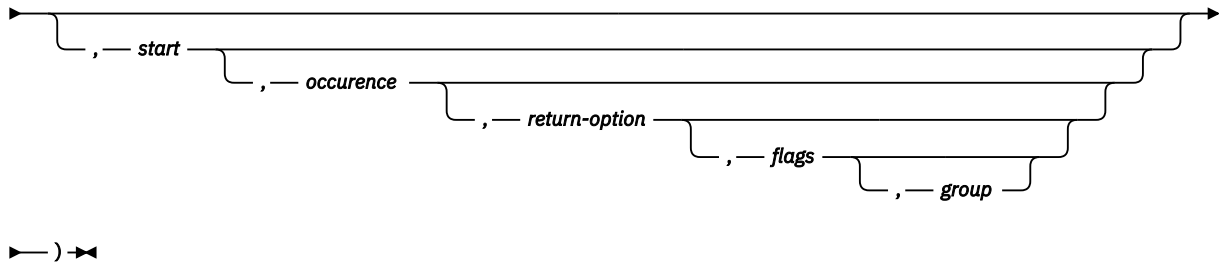 , start
, occurence
, return-option
, flags
, group
)